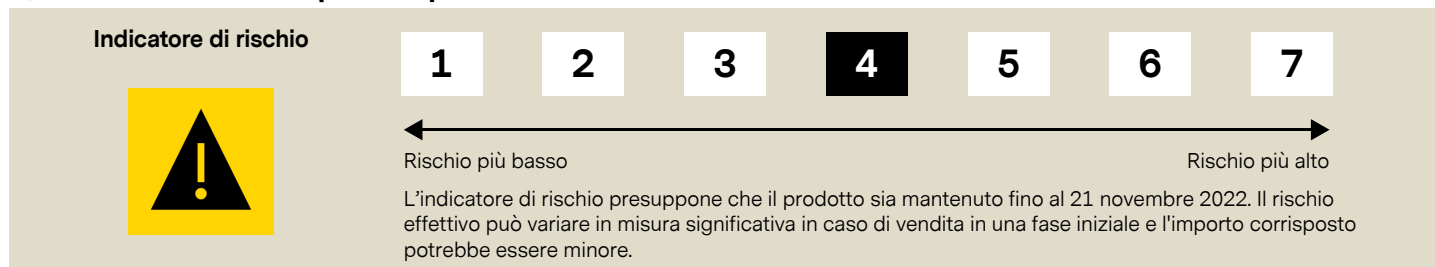 Indicatore di rischio
1 2 3 4 5 6 7
Rischio più basso Rischio più alto
L'indicatore di rischio presuppone che il prodotto sia mantenuto fino al 21 novembre 2022. Il rischio
effettivo può variare in misura significativa in caso di vendita in una fase iniziale e l'importo corrisposto
potrebbe essere minore.